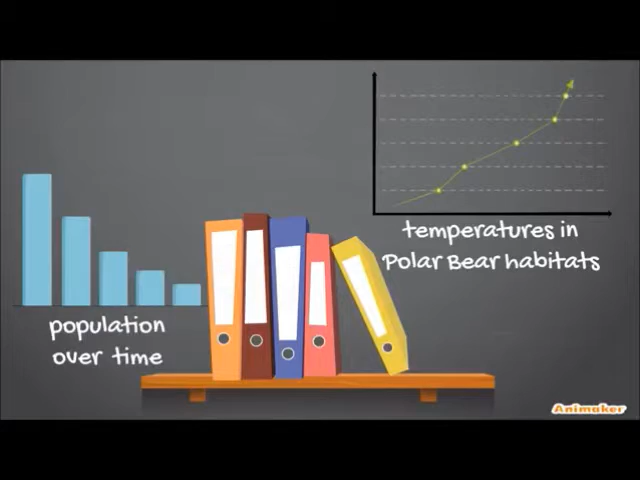 temperatures in
Polar Bear habitats
population
over time
Animaker